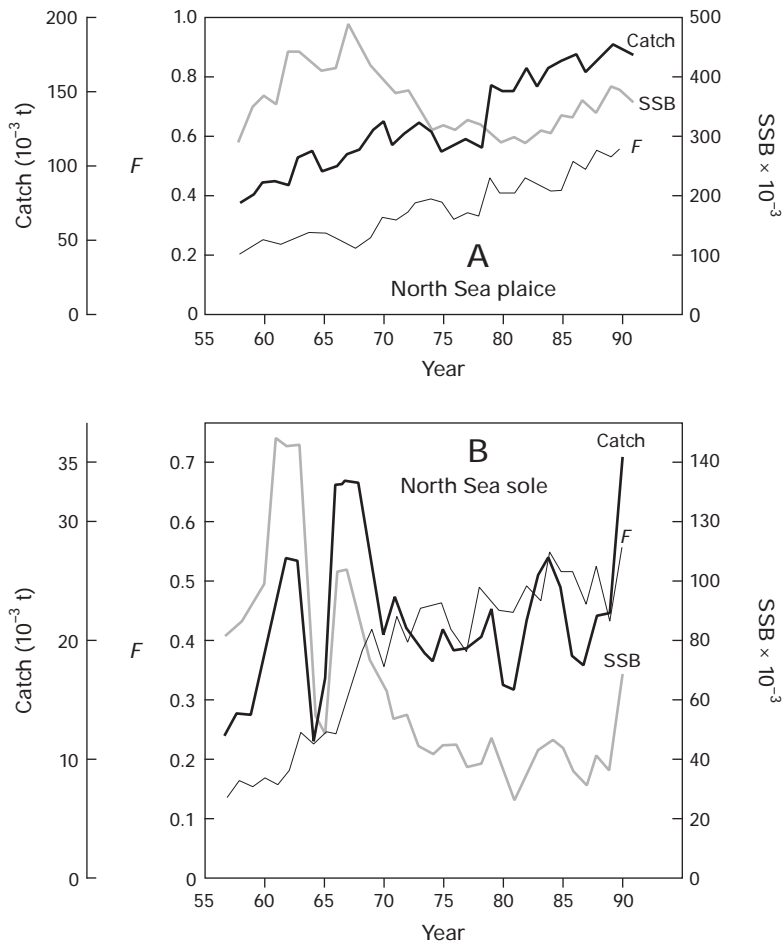 200
150
100
50
0
Catch (10⁻³ t)
1.0
0.8
0.6
0.4
0.2
0
F
500
400
300
200
100
0
SSB × 10⁻³
Catch
SSB
F
A
North Sea plaice
55 60 65 70 75 80 85 90
Year
35
30
20
10
0
Catch (10⁻³ t)
0.7
0.6
0.5
0.4
0.3
0.2
0.1
0
F
140
130
100
80
60
40
30
0
SSB × 10⁻³
B
North Sea sole
Catch
F
SSB
55 60 65 70 75 80 85 90
Year